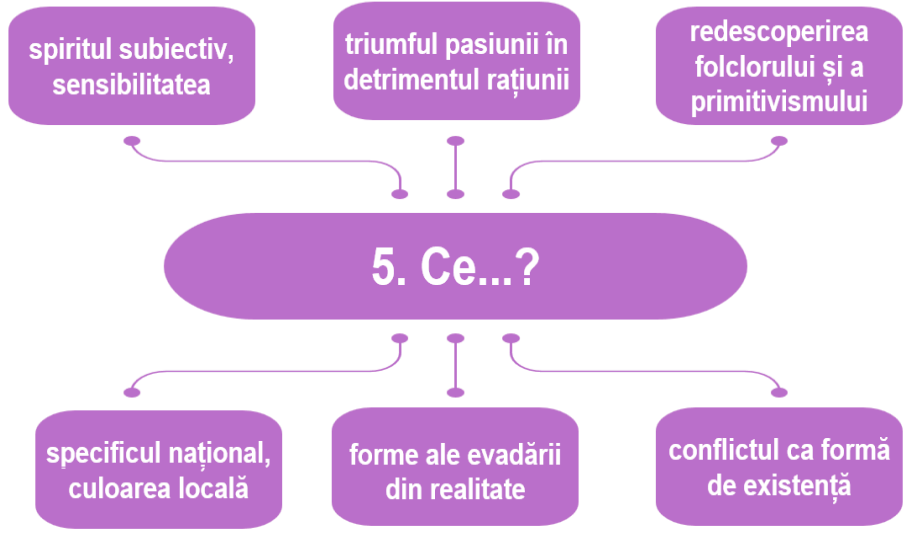 spiritul subiectiv,
sensibilitatea
triumful pasiunii în
detrimentul rațiunii
redescoperirea
folclorului și a
primitivismului
5. Ce...?
specificul național,
culoarea locală
forme ale evadării
din realitate
conflictul ca formă
de existență